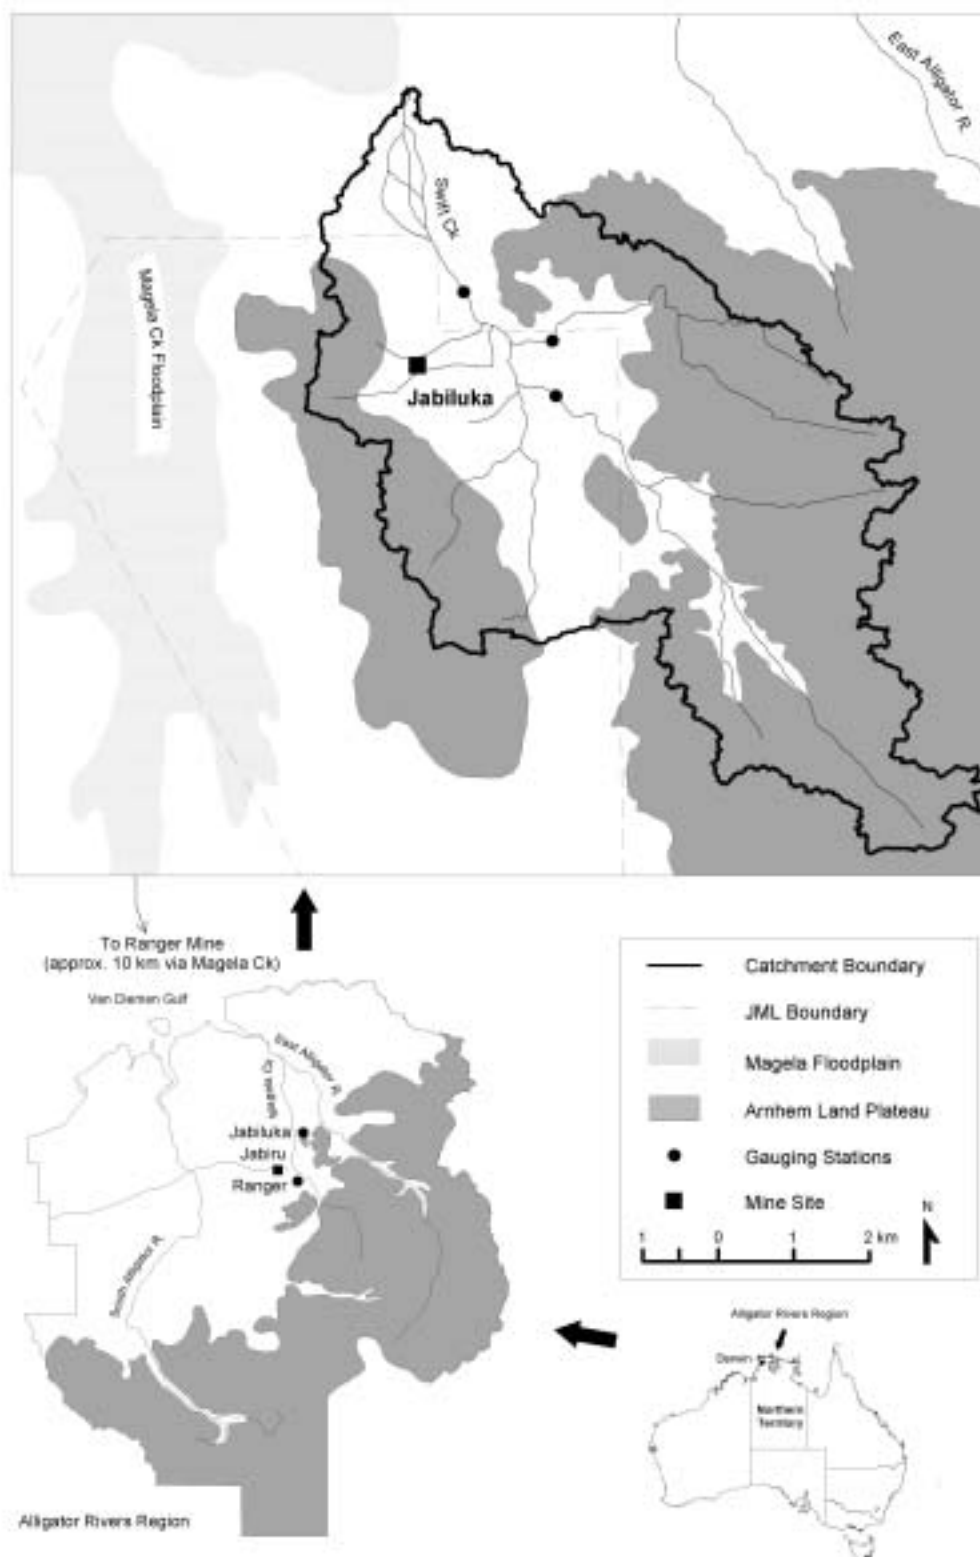 East Alligator R.
Swift Ck
Magela Ck Floodplain
Jabiluka
To Ranger Mine
(approx. 10 km via Magela Ck)
Van Diemen Gulf
East Alligator R.
Magela Ck
Jabiluka
Jabiru
Ranger
South Alligator R.
Alligator Rivers Region
Catchment Boundary
JML Boundary
Magela Floodplain
Arnhem Land Plateau
Gauging Stations
Mine Site
N
1 0 1 2 km
Alligator Rivers Region
Darwin
Northern
Territory